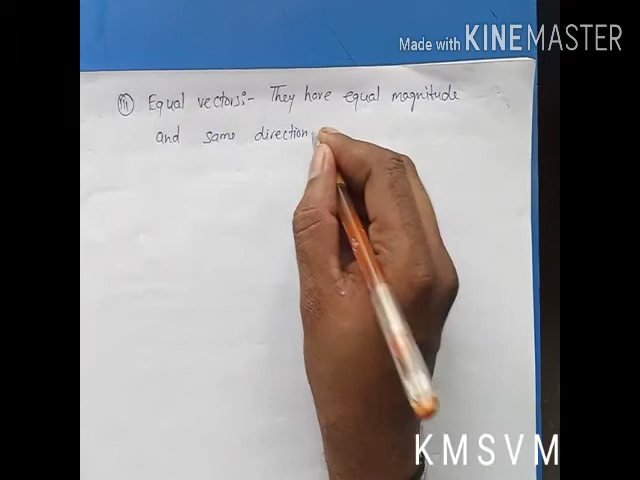 Made with KINEMASTER
(iii) Equal vectors:- They have equal magnitude
and same direction
KMSVM